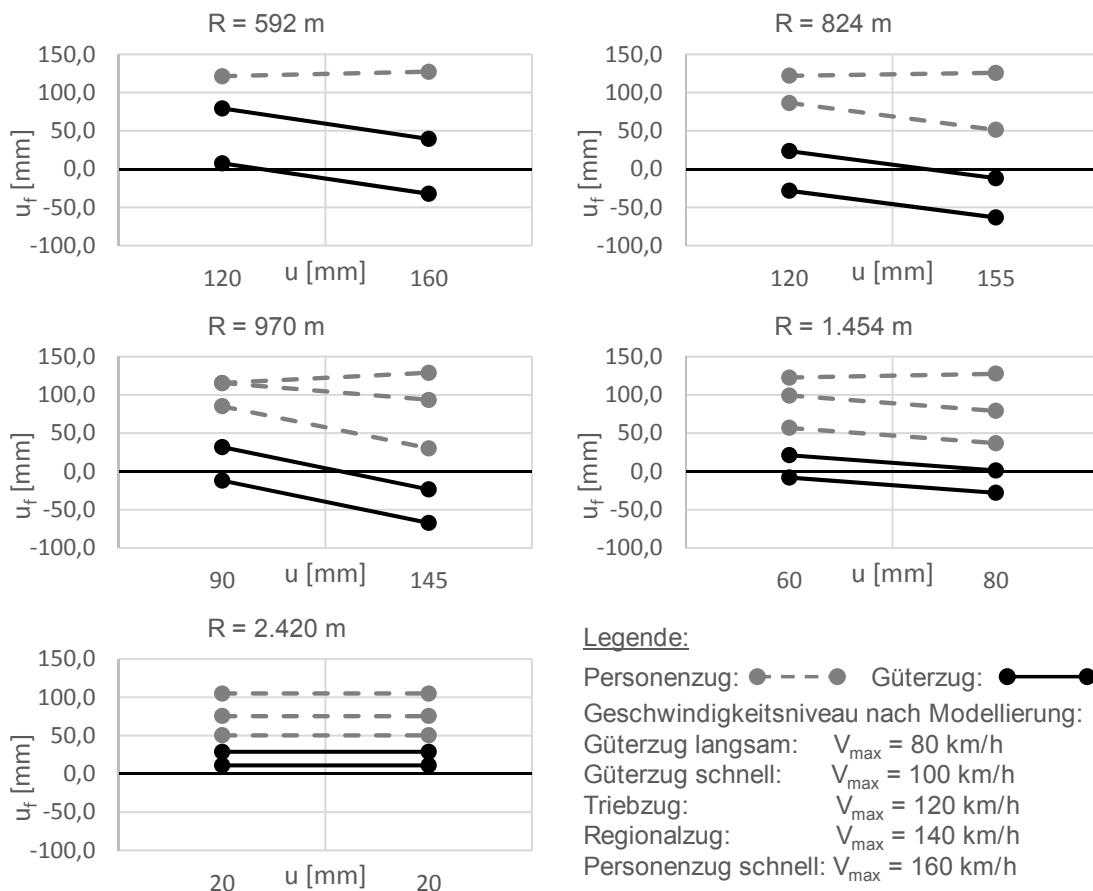 R = 592 m
150,0
100,0
50,0
0,0
-50,0
-100,0
u_f [mm]
120 u [mm] 160
R = 824 m
150,0
100,0
50,0
0,0
-50,0
-100,0
u_f [mm]
120 u [mm] 155
R = 970 m
150,0
100,0
50,0
0,0
-50,0
-100,0
u_f [mm]
90 u [mm] 145
R = 1.454 m
150,0
100,0
50,0
0,0
-50,0
-100,0
u_f [mm]
60 u [mm] 80
R = 2.420 m
150,0
100,0
50,0
0,0
-50,0
-100,0
u_f [mm]
20 u [mm] 20
Legende:
Personenzug: Güterzug:
Geschwindigkeitsniveau nach Modellierung:
Güterzug langsam: V_max = 80 km/h
Güterzug schnell: V_max = 100 km/h
Triebzug: V_max = 120 km/h
Regionalzug: V_max = 140 km/h
Personenzug schnell: V_max = 160 km/h